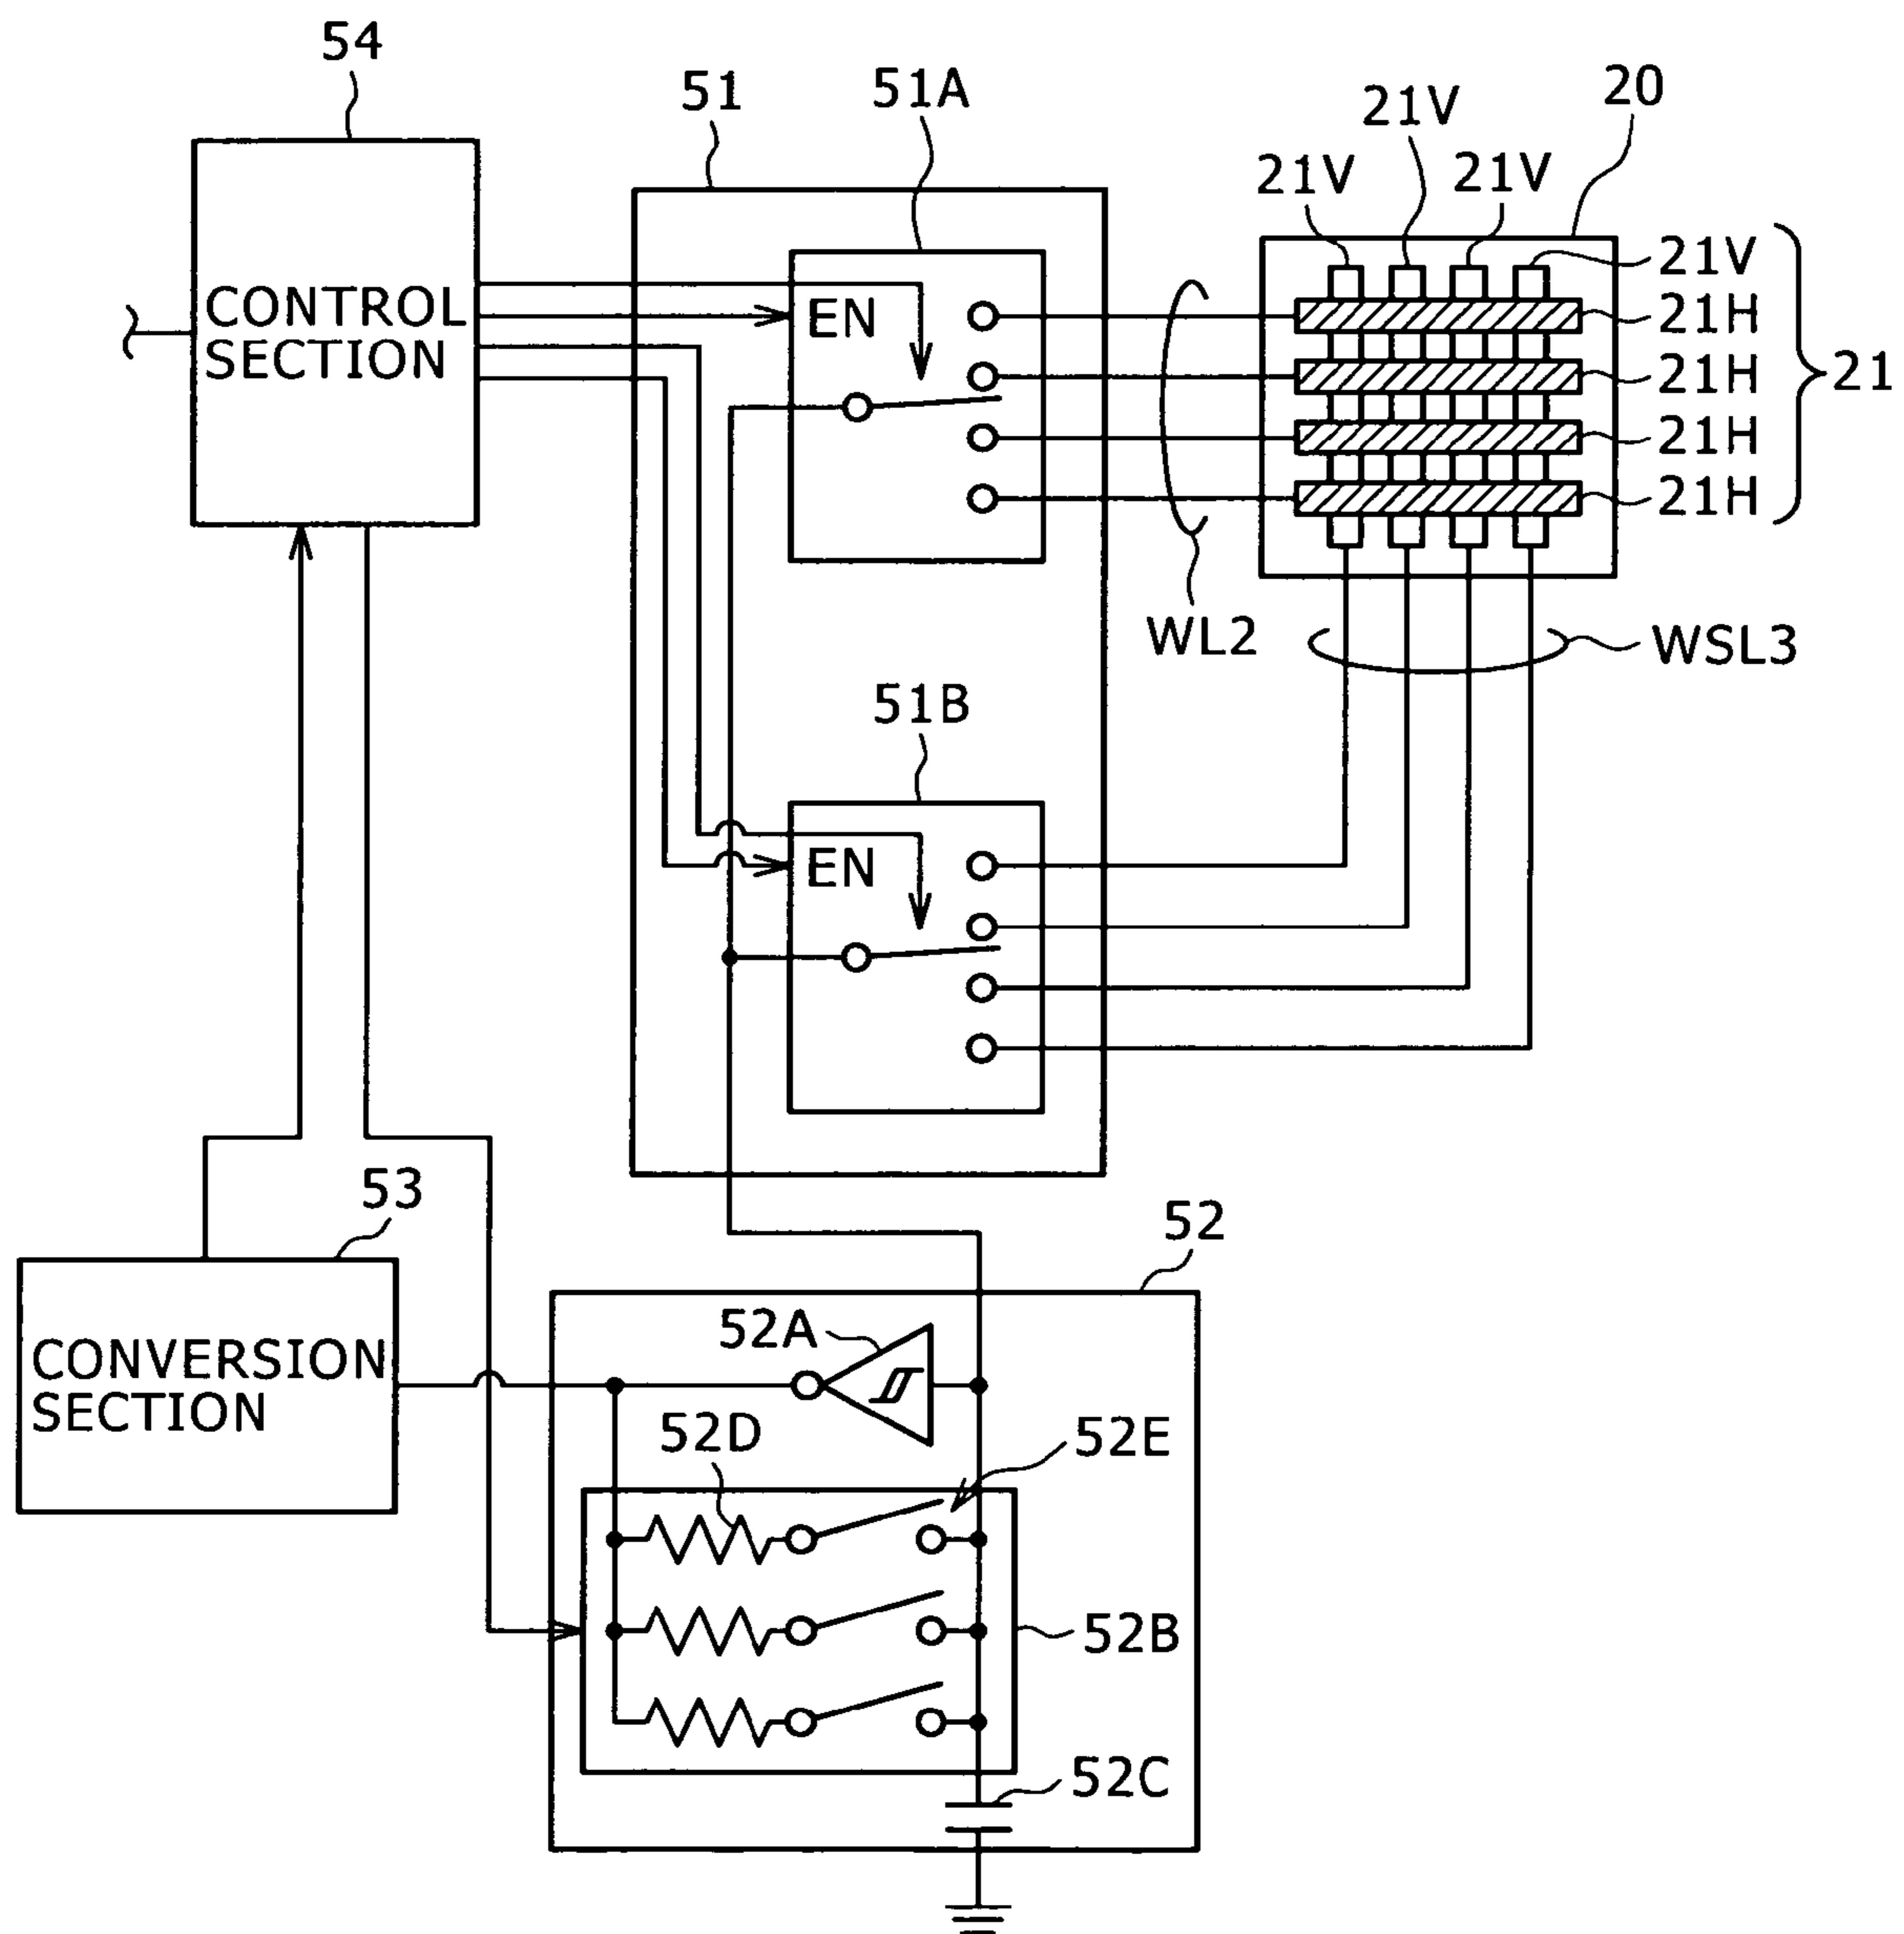 54
51
51A
20
21V
21V
21V
21V
21H
21H
21H
21H
21
CONTROL
SECTION
EN
WL2
WSL3
51B
EN
53
52
CONVERSION
SECTION
52A
52D
52E
52B
52C